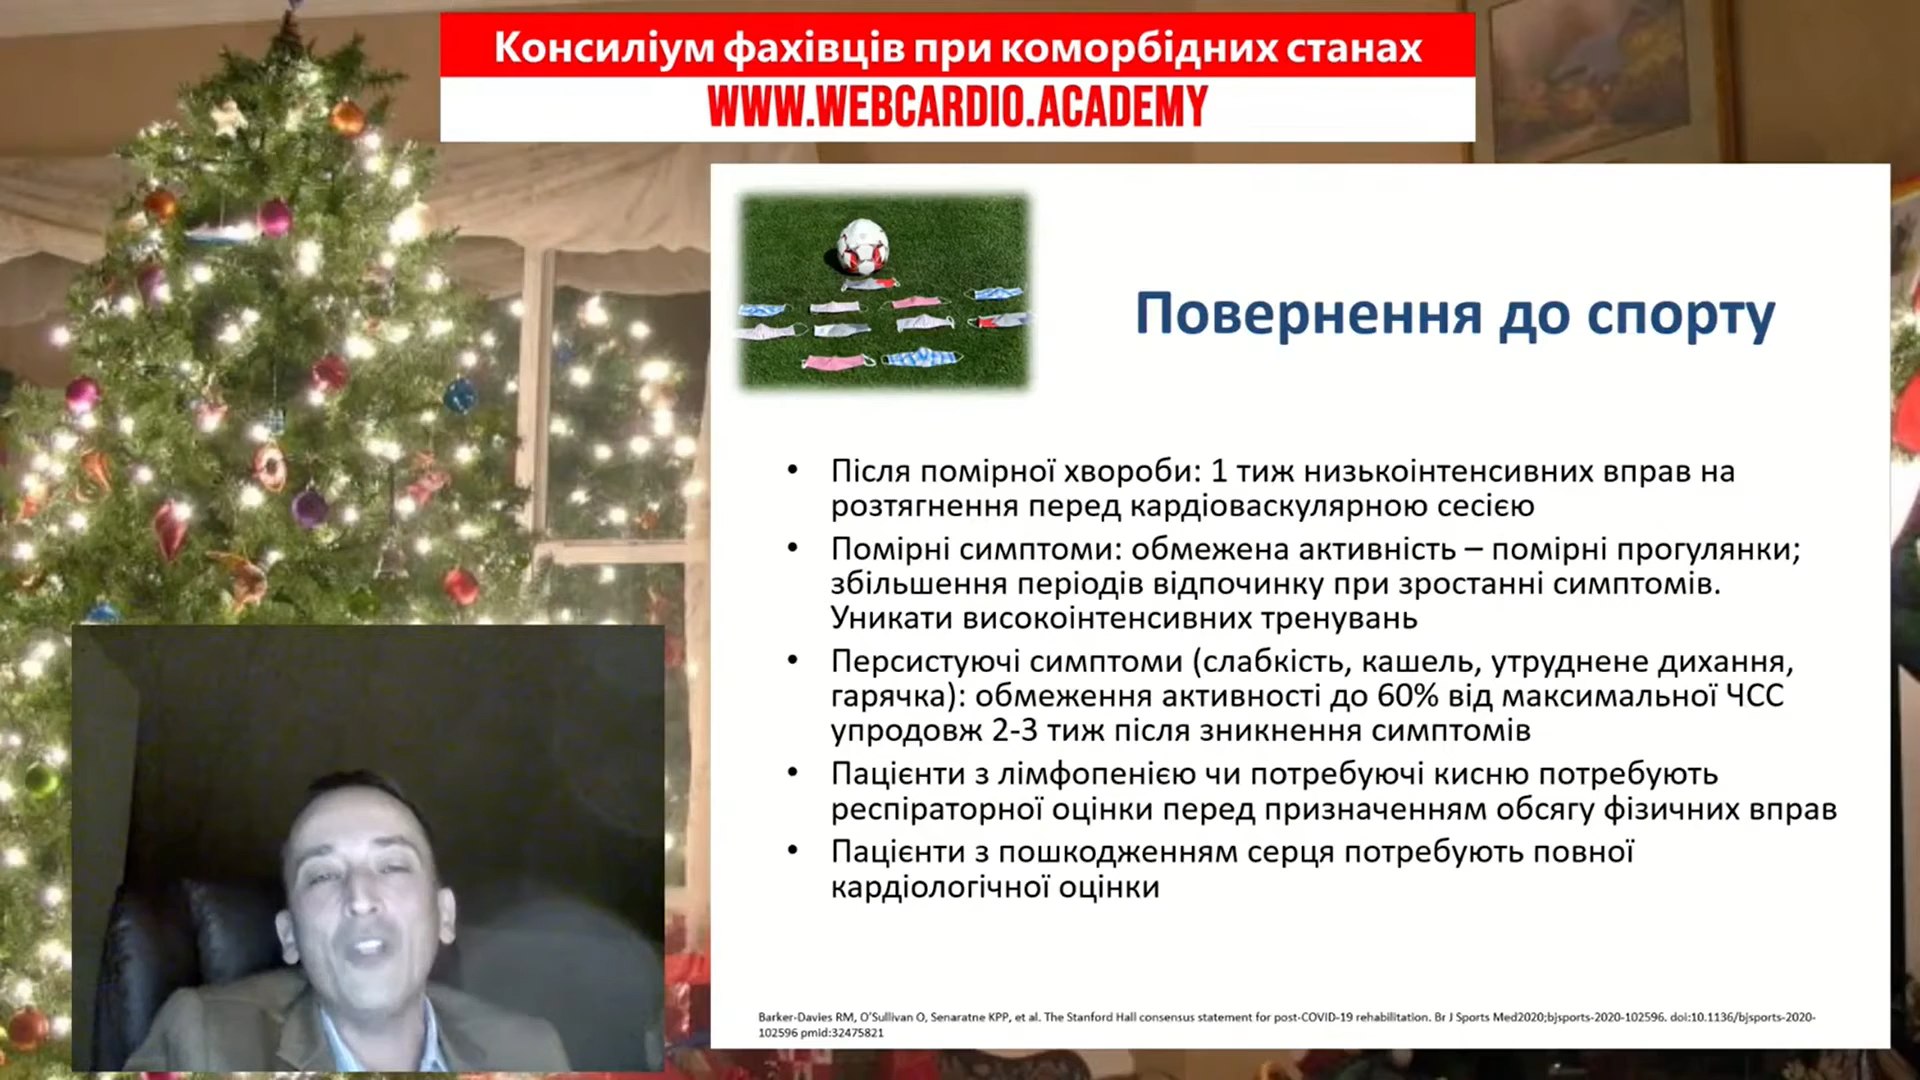 Консиліум фахівців при коморбідних станах
WWW.WEBCARDIO.ACADEMY
Повернення до спорту
• Після помірної хвороби: 1 тиж низькоінтенсивних вправ на
розтягнення перед кардіоваскулярною сесією
• Помірні симптоми: обмежена активність – помірні прогулянки;
збільшення періодів відпочинку при зростанні симптомів.
Уникати високоінтенсивних тренувань
• Персистуючі симптоми (слабкість, кашель, утруднене дихання,
гарячка): обмеження активності до 60% від максимальної ЧСС
упродовж 2-3 тиж після зникнення симптомів
• Пацієнти з лімфопенією чи потребуючі кисню потребують
респіраторної оцінки перед призначенням обсягу фізичних вправ
• Пацієнти з пошкодженням серця потребують повної
кардіологічної оцінки
Barker-Davies RM, O'Sullivan O, Senaratne KPP, et al. The Stanford Hall consensus statement for post-COVID-19 rehabilitation. Br J Sports Med2020;bjsports-2020-102596. doi:10.1136/bjsports-2020-
102596 pmid:32475821